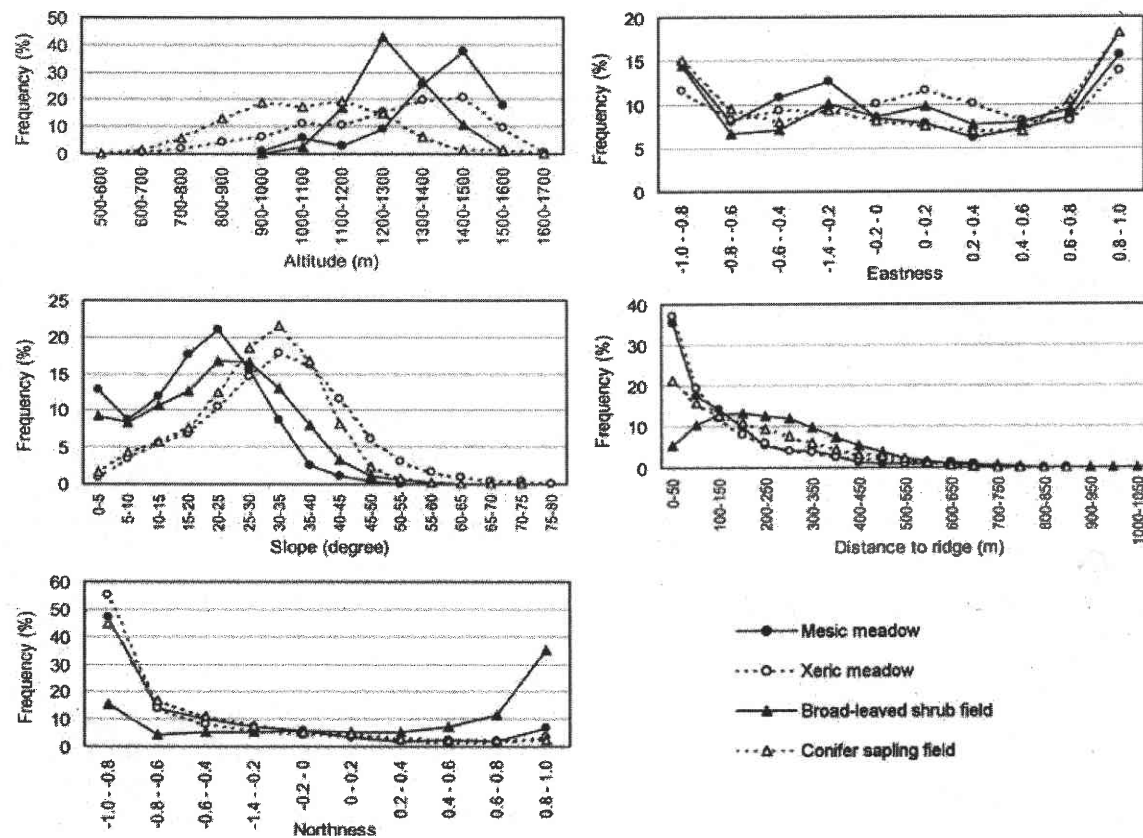 Frequency (%)
50
40
30
20
10
0
500-600
600-700
700-800
800-900
900-1000
1000-1100
1100-1200
1200-1300
1300-1400
1400-1500
1500-1600
1600-1700
Altitude (m)
Frequency (%)
20
15
10
5
0
-1.0 - -0.8
-0.8 - -0.6
-0.6 - -0.4
-1.4 - -0.2
-0.2 - 0
0 - 0.2
0.2 - 0.4
0.4 - 0.6
0.6 - 0.8
0.8 - 1.0
Eastness
Frequency (%)
25
20
15
10
5
0
0-5
5-10
10-15
15-20
20-25
25-30
30-35
35-40
40-45
45-50
50-55
55-60
60-65
65-70
70-75
75-80
Slope (degree)
Frequency (%)
40
30
20
10
0
0-50
100-150
200-250
300-350
400-450
500-550
600-650
700-750
800-850
900-950
1000-1050
Distance to ridge (m)
Frequency (%)
60
50
40
30
20
10
0
-1.0 - -0.8
-0.8 - -0.6
-0.6 - -0.4
-1.4 - -0.2
-0.2 - 0
0 - 0.2
0.2 - 0.4
0.4 - 0.6
0.6 - 0.8
0.8 - 1.0
Northness
Mesic meadow
Xeric meadow
Broad-leaved shrub field
Conifer sapling field